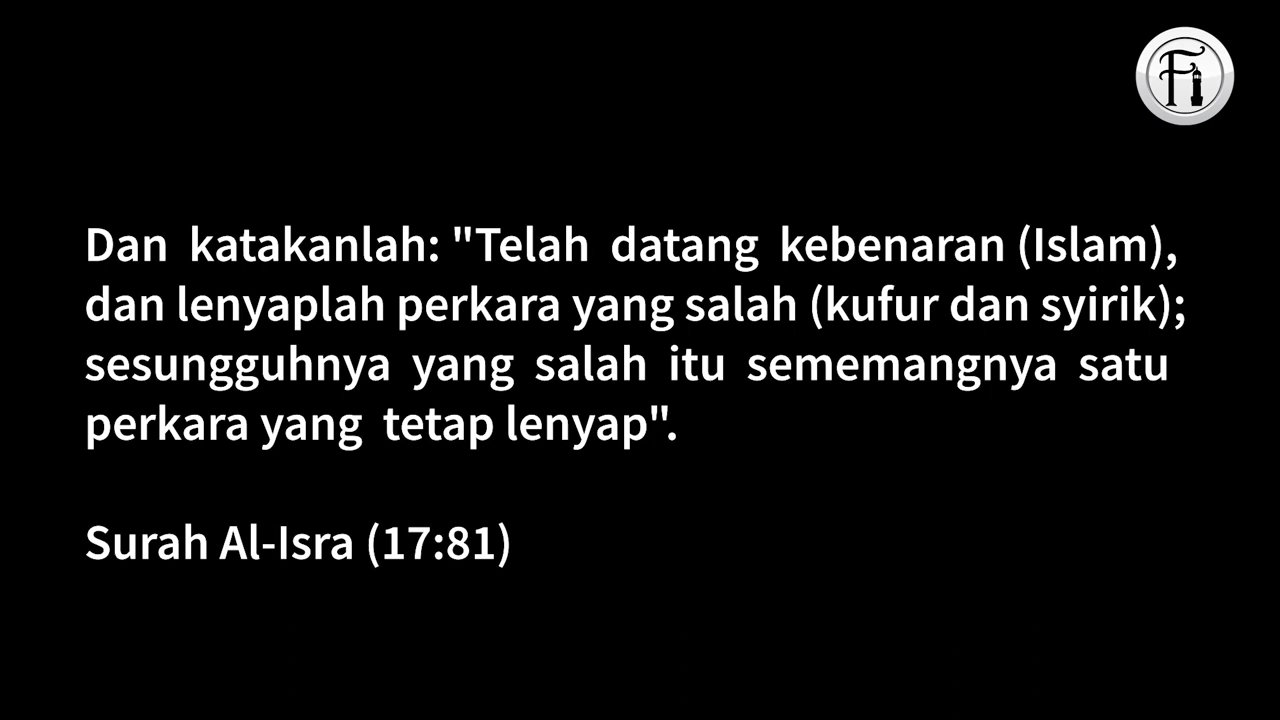 Fi
Dan katakanlah: "Telah datang kebenaran (Islam),
dan lenyaplah perkara yang salah (kufur dan syirik);
sesungguhnya yang salah itu sememangnya satu
perkara yang tetap lenyap".
Surah Al-Isra (17:81)